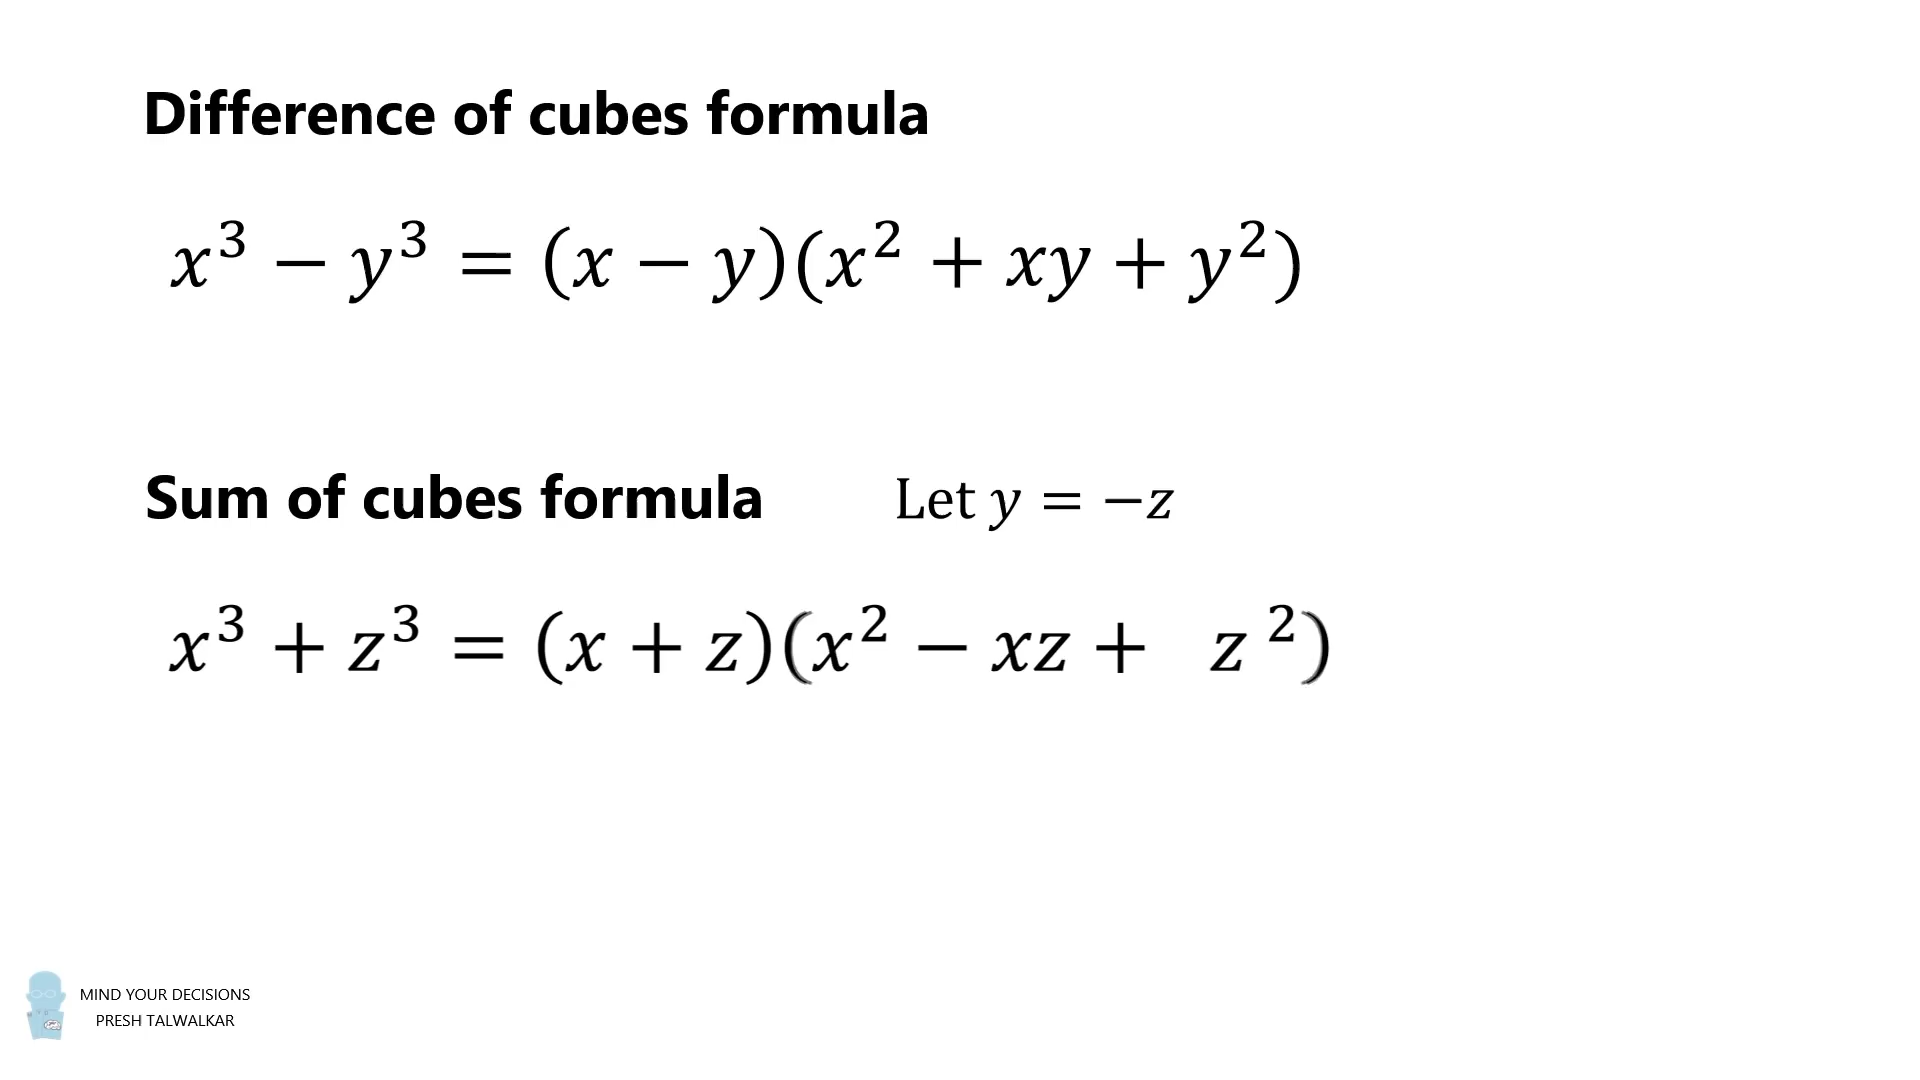 Difference of cubes formula
x³ − y³ = (x − y)(x² + xy + y²)
Sum of cubes formula Let y = −z
x³ + z³ = (x + z)(x² − xz + z²)
MIND YOUR DECISIONS
PRESH TALWALKAR